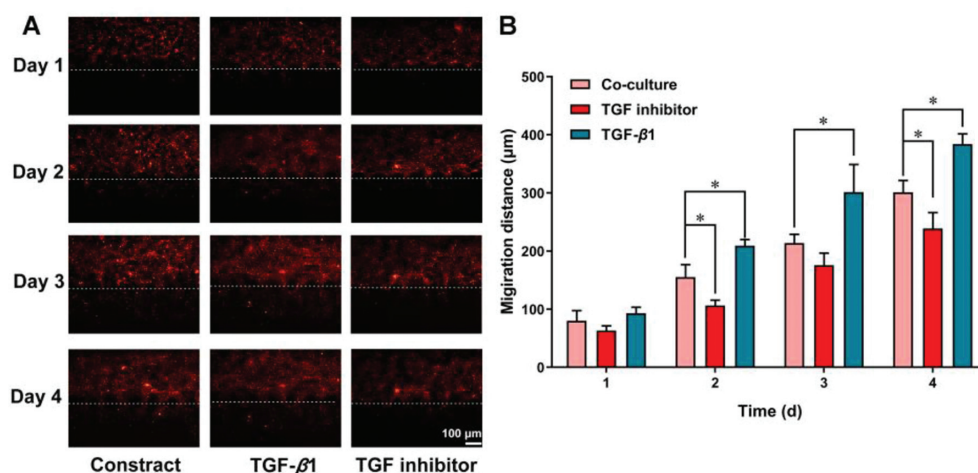 A
Day 1
Day 2
Day 3
Day 4
100 μm
Constract TGF-β1 TGF inhibitor
B
Co-culture
TGF inhibitor
TGF-β1
Migiration distance (μm)
500
400
300
200
100
0
* * * * *
1 2 3 4
Time (d)